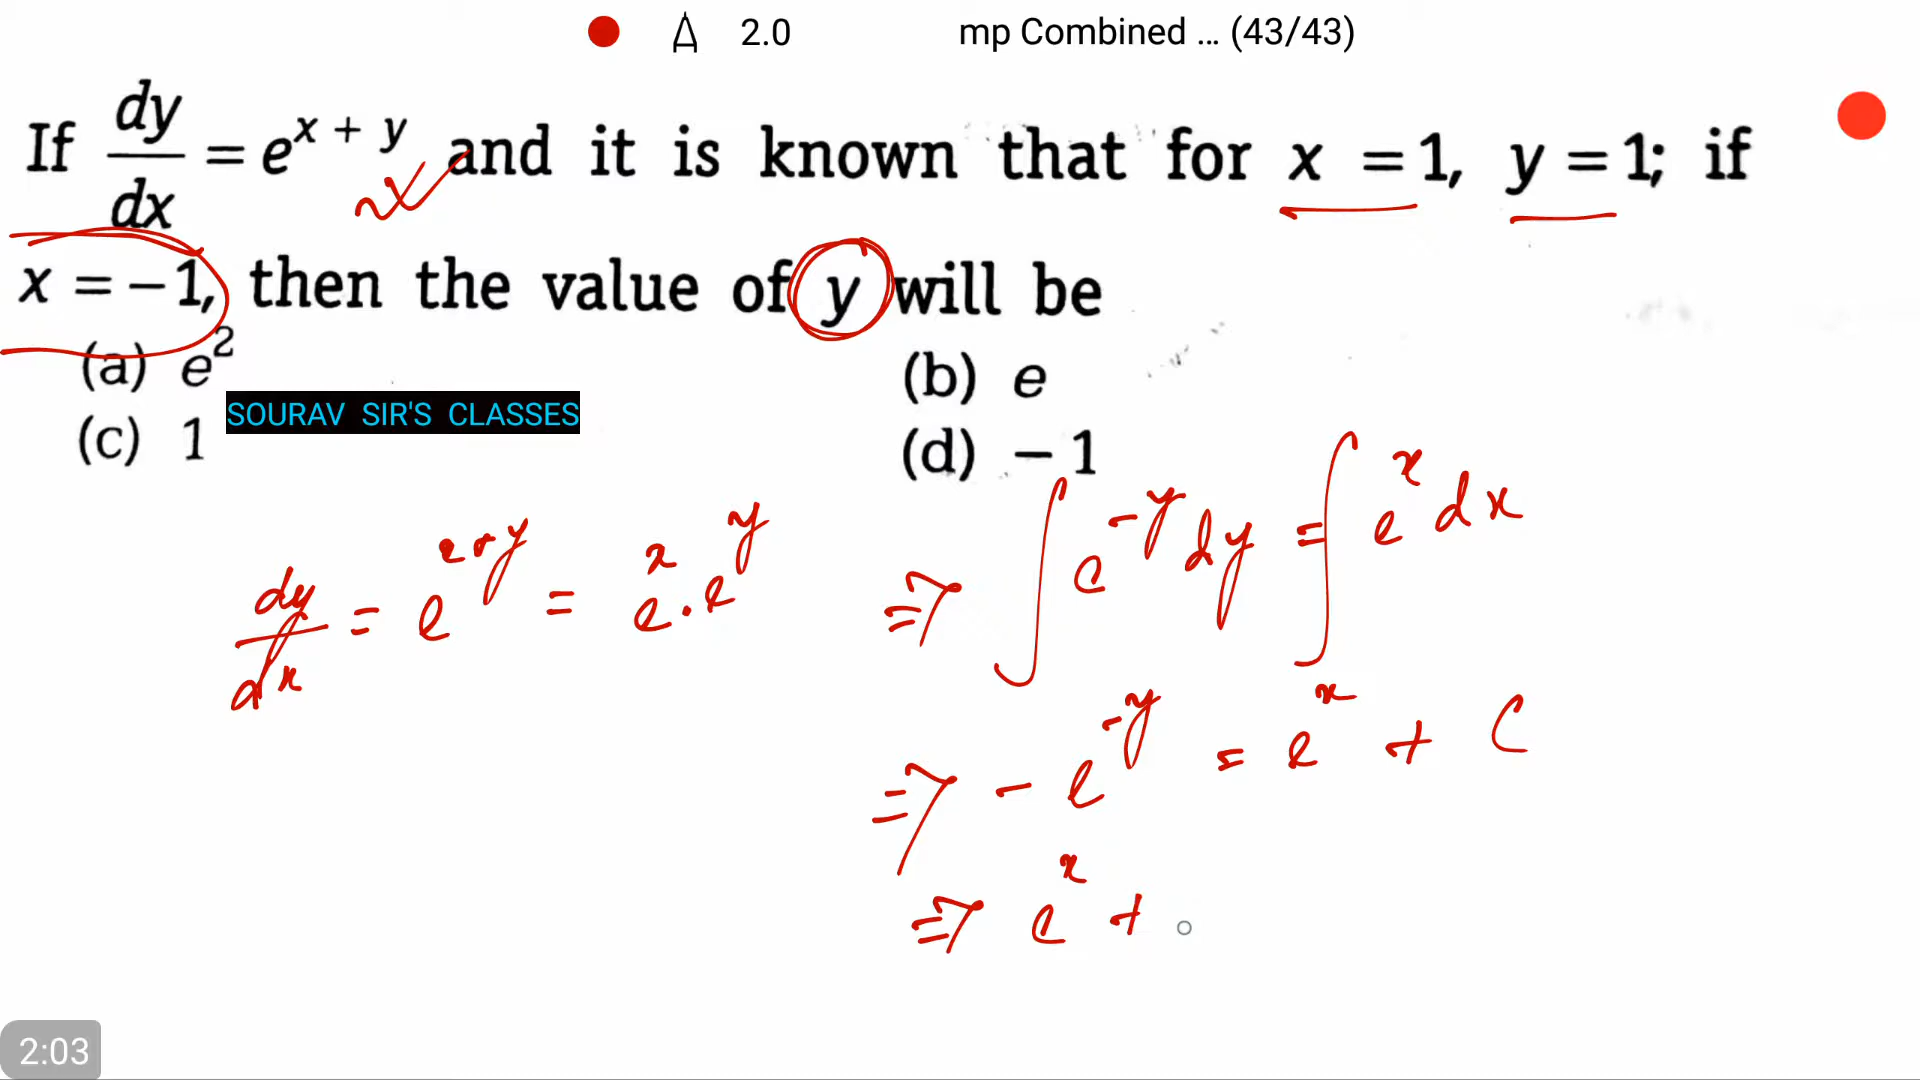 2.0 mp Combined ... (43/43)
If dy/dx = e^{x + y} and it is known that for x = 1, y = 1; if
x = −1, then the value of y will be
(a) e² (b) e
SOURAV SIR'S CLASSES
(c) 1 (d) − 1
dy/dx = e^{x+y} = e^x . e^y
⇒ ∫ e^{-y} dy = ∫ e^x dx
⇒ - e^{-y} = e^x + C
⇒ e^x +
2:03